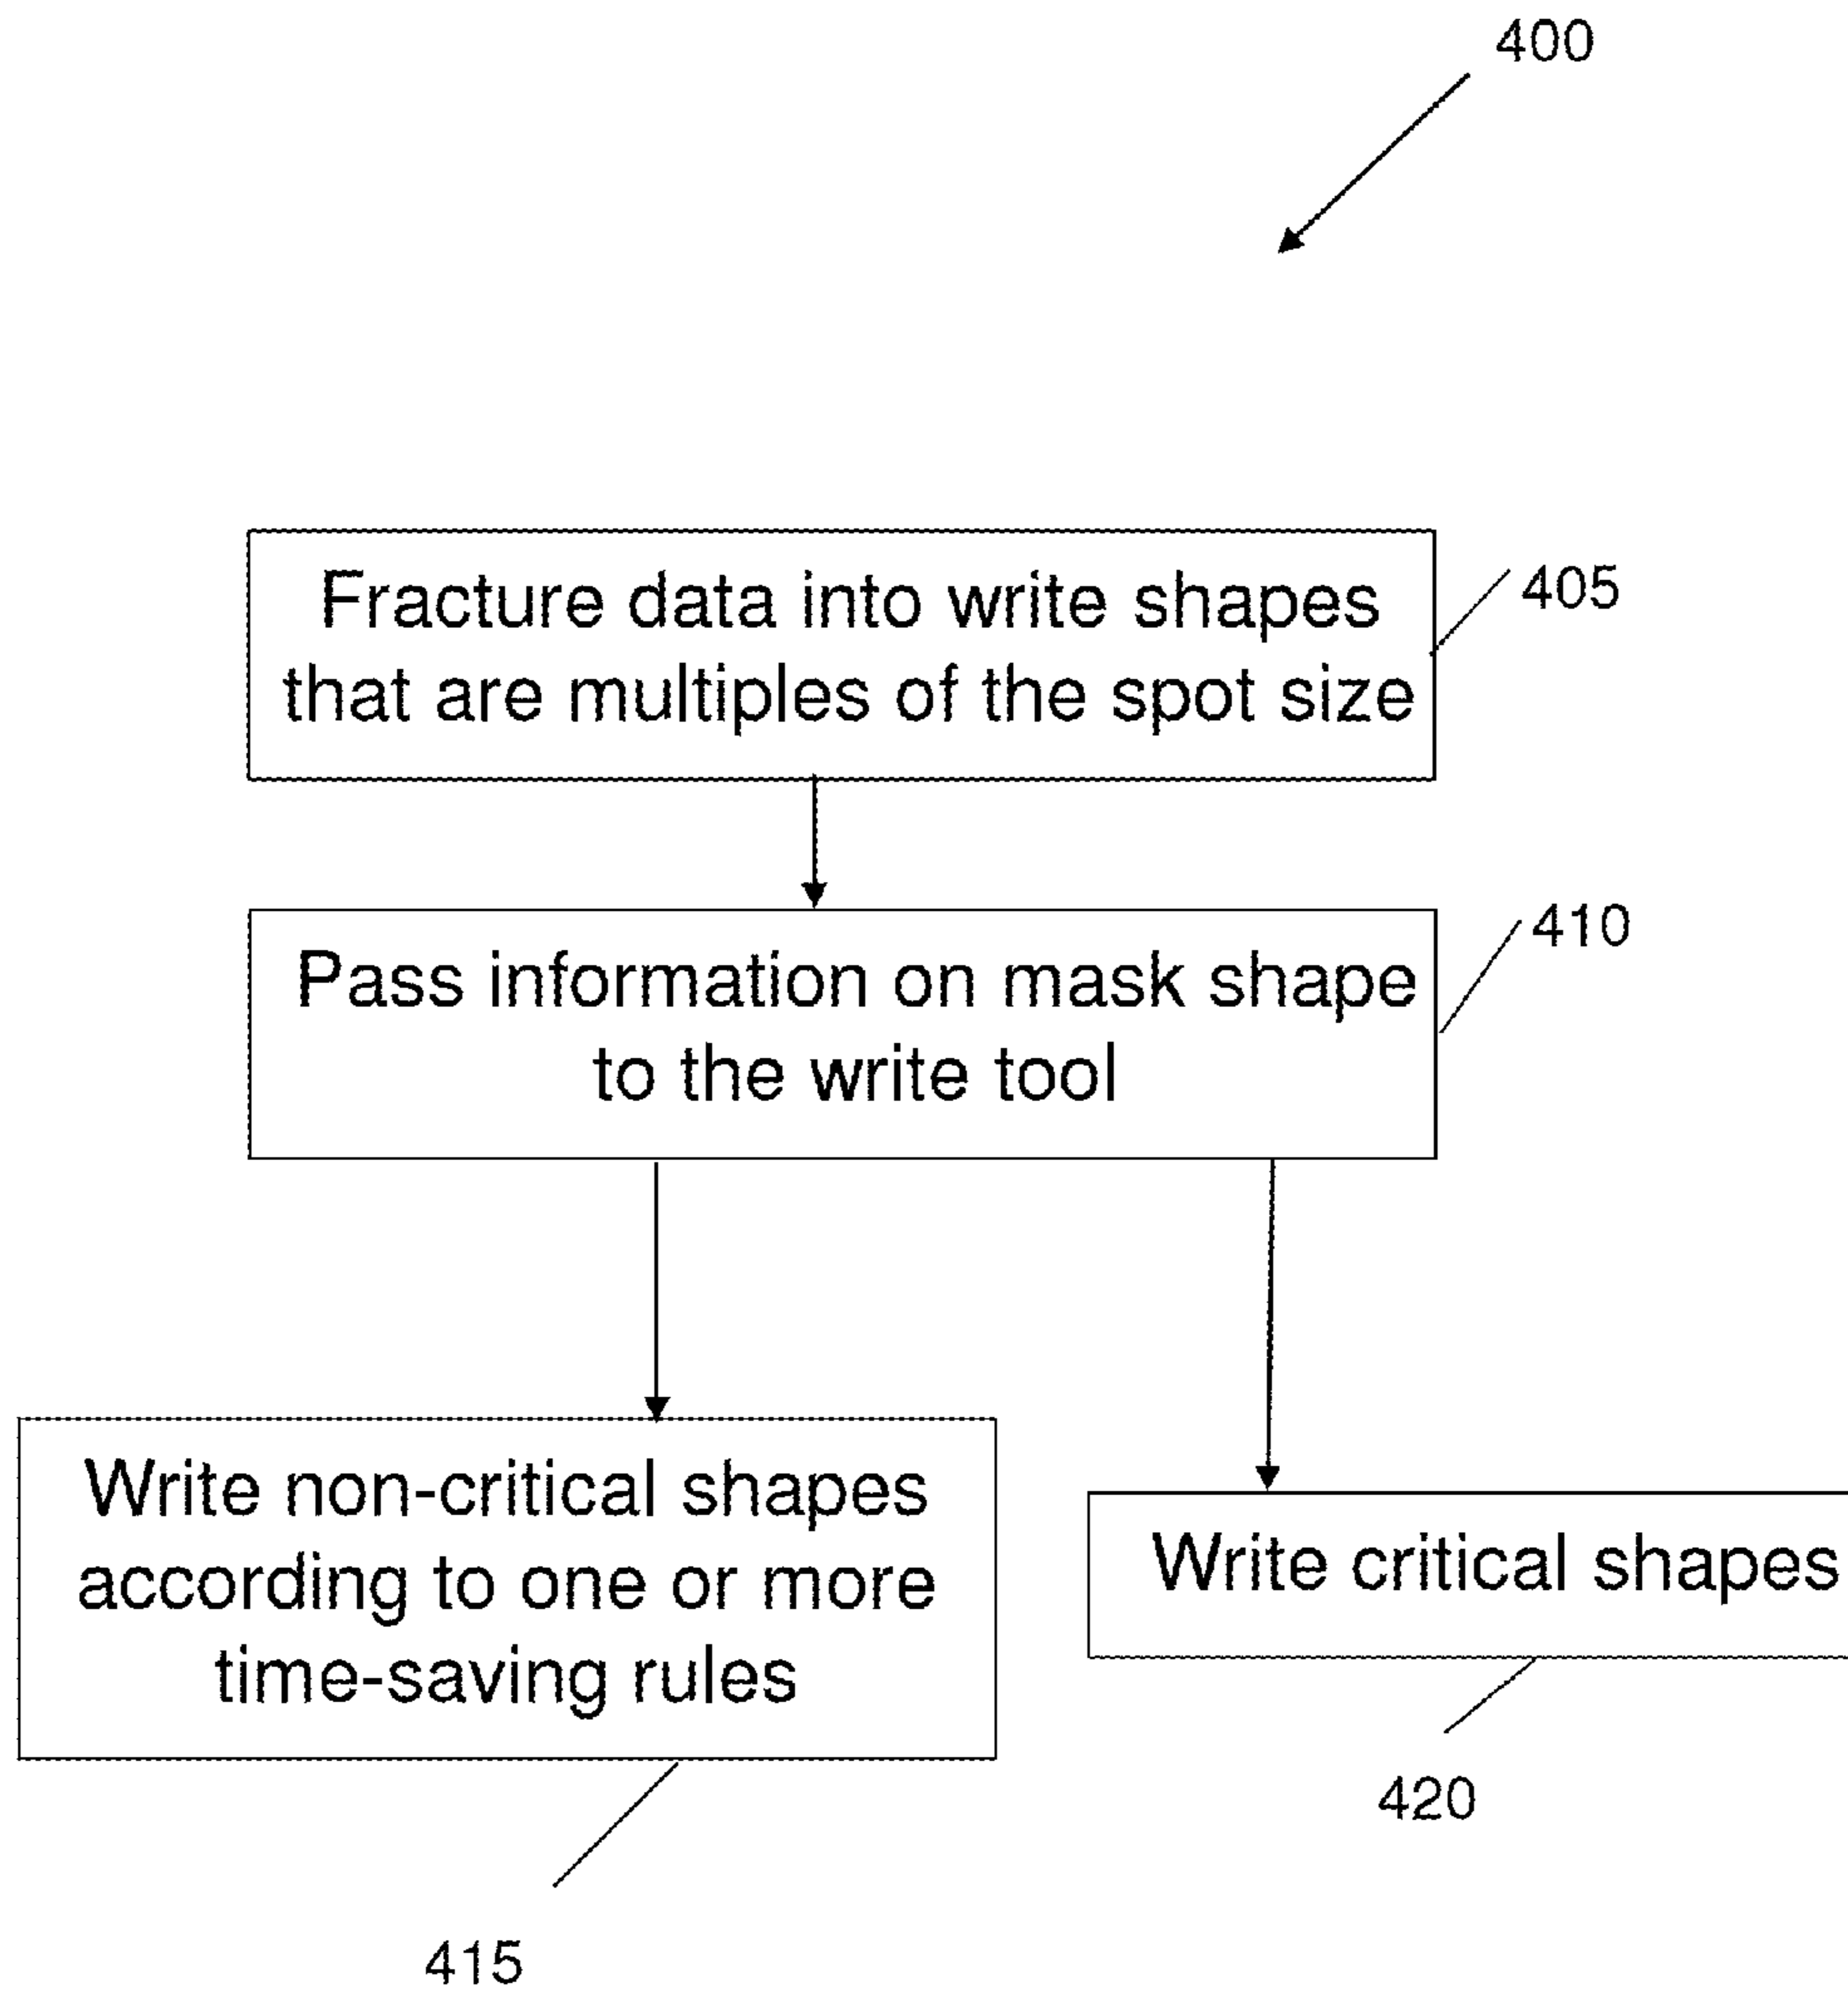 400
Fracture data into write shapes
that are multiples of the spot size
405
Pass information on mask shape
to the write tool
410
Write non-critical shapes
according to one or more
time-saving rules
Write critical shapes
420
415